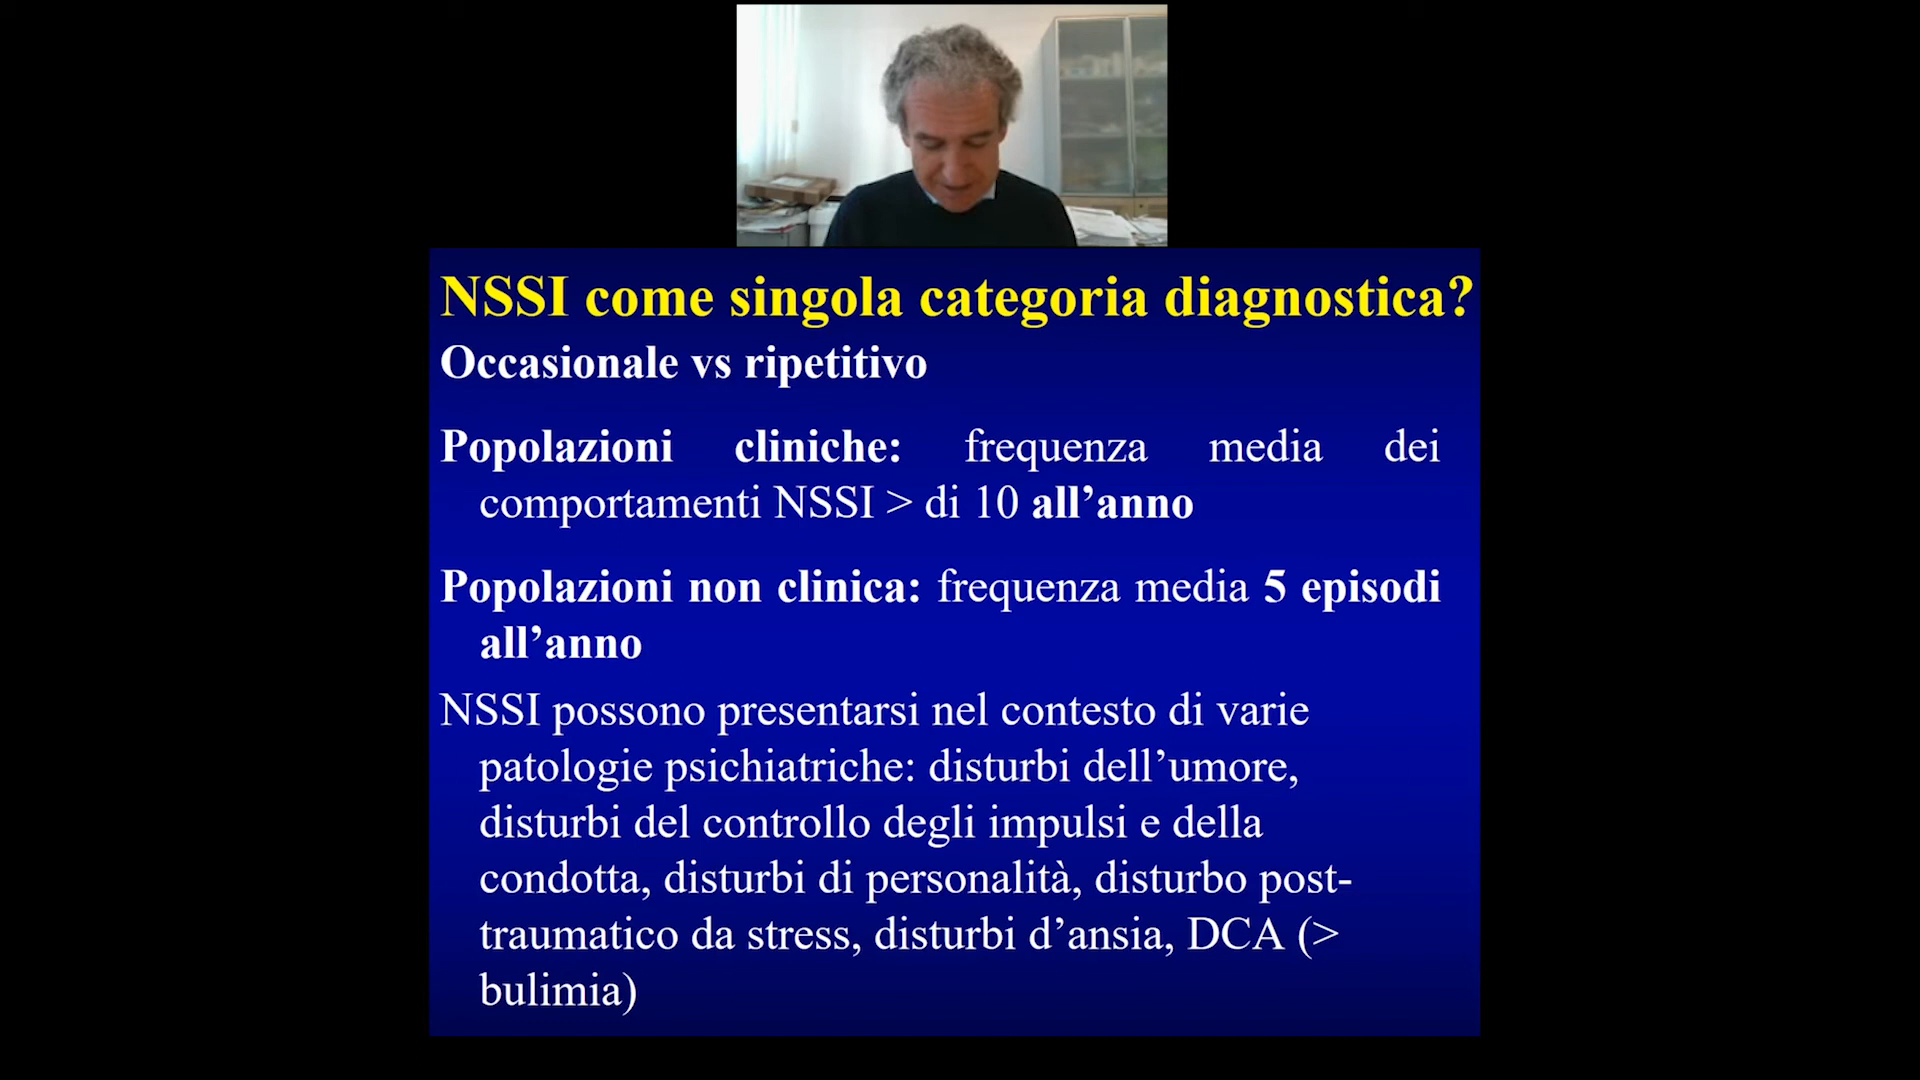 NSSI come singola categoria diagnostica?
Occasionale vs ripetitivo
Popolazioni cliniche: frequenza media dei
comportamenti NSSI > di 10 all’anno
Popolazioni non clinica: frequenza media 5 episodi
all’anno
NSSI possono presentarsi nel contesto di varie
patologie psichiatriche: disturbi dell’umore,
disturbi del controllo degli impulsi e della
condotta, disturbi di personalità, disturbo post-
traumatico da stress, disturbi d’ansia, DCA (>
bulimia)